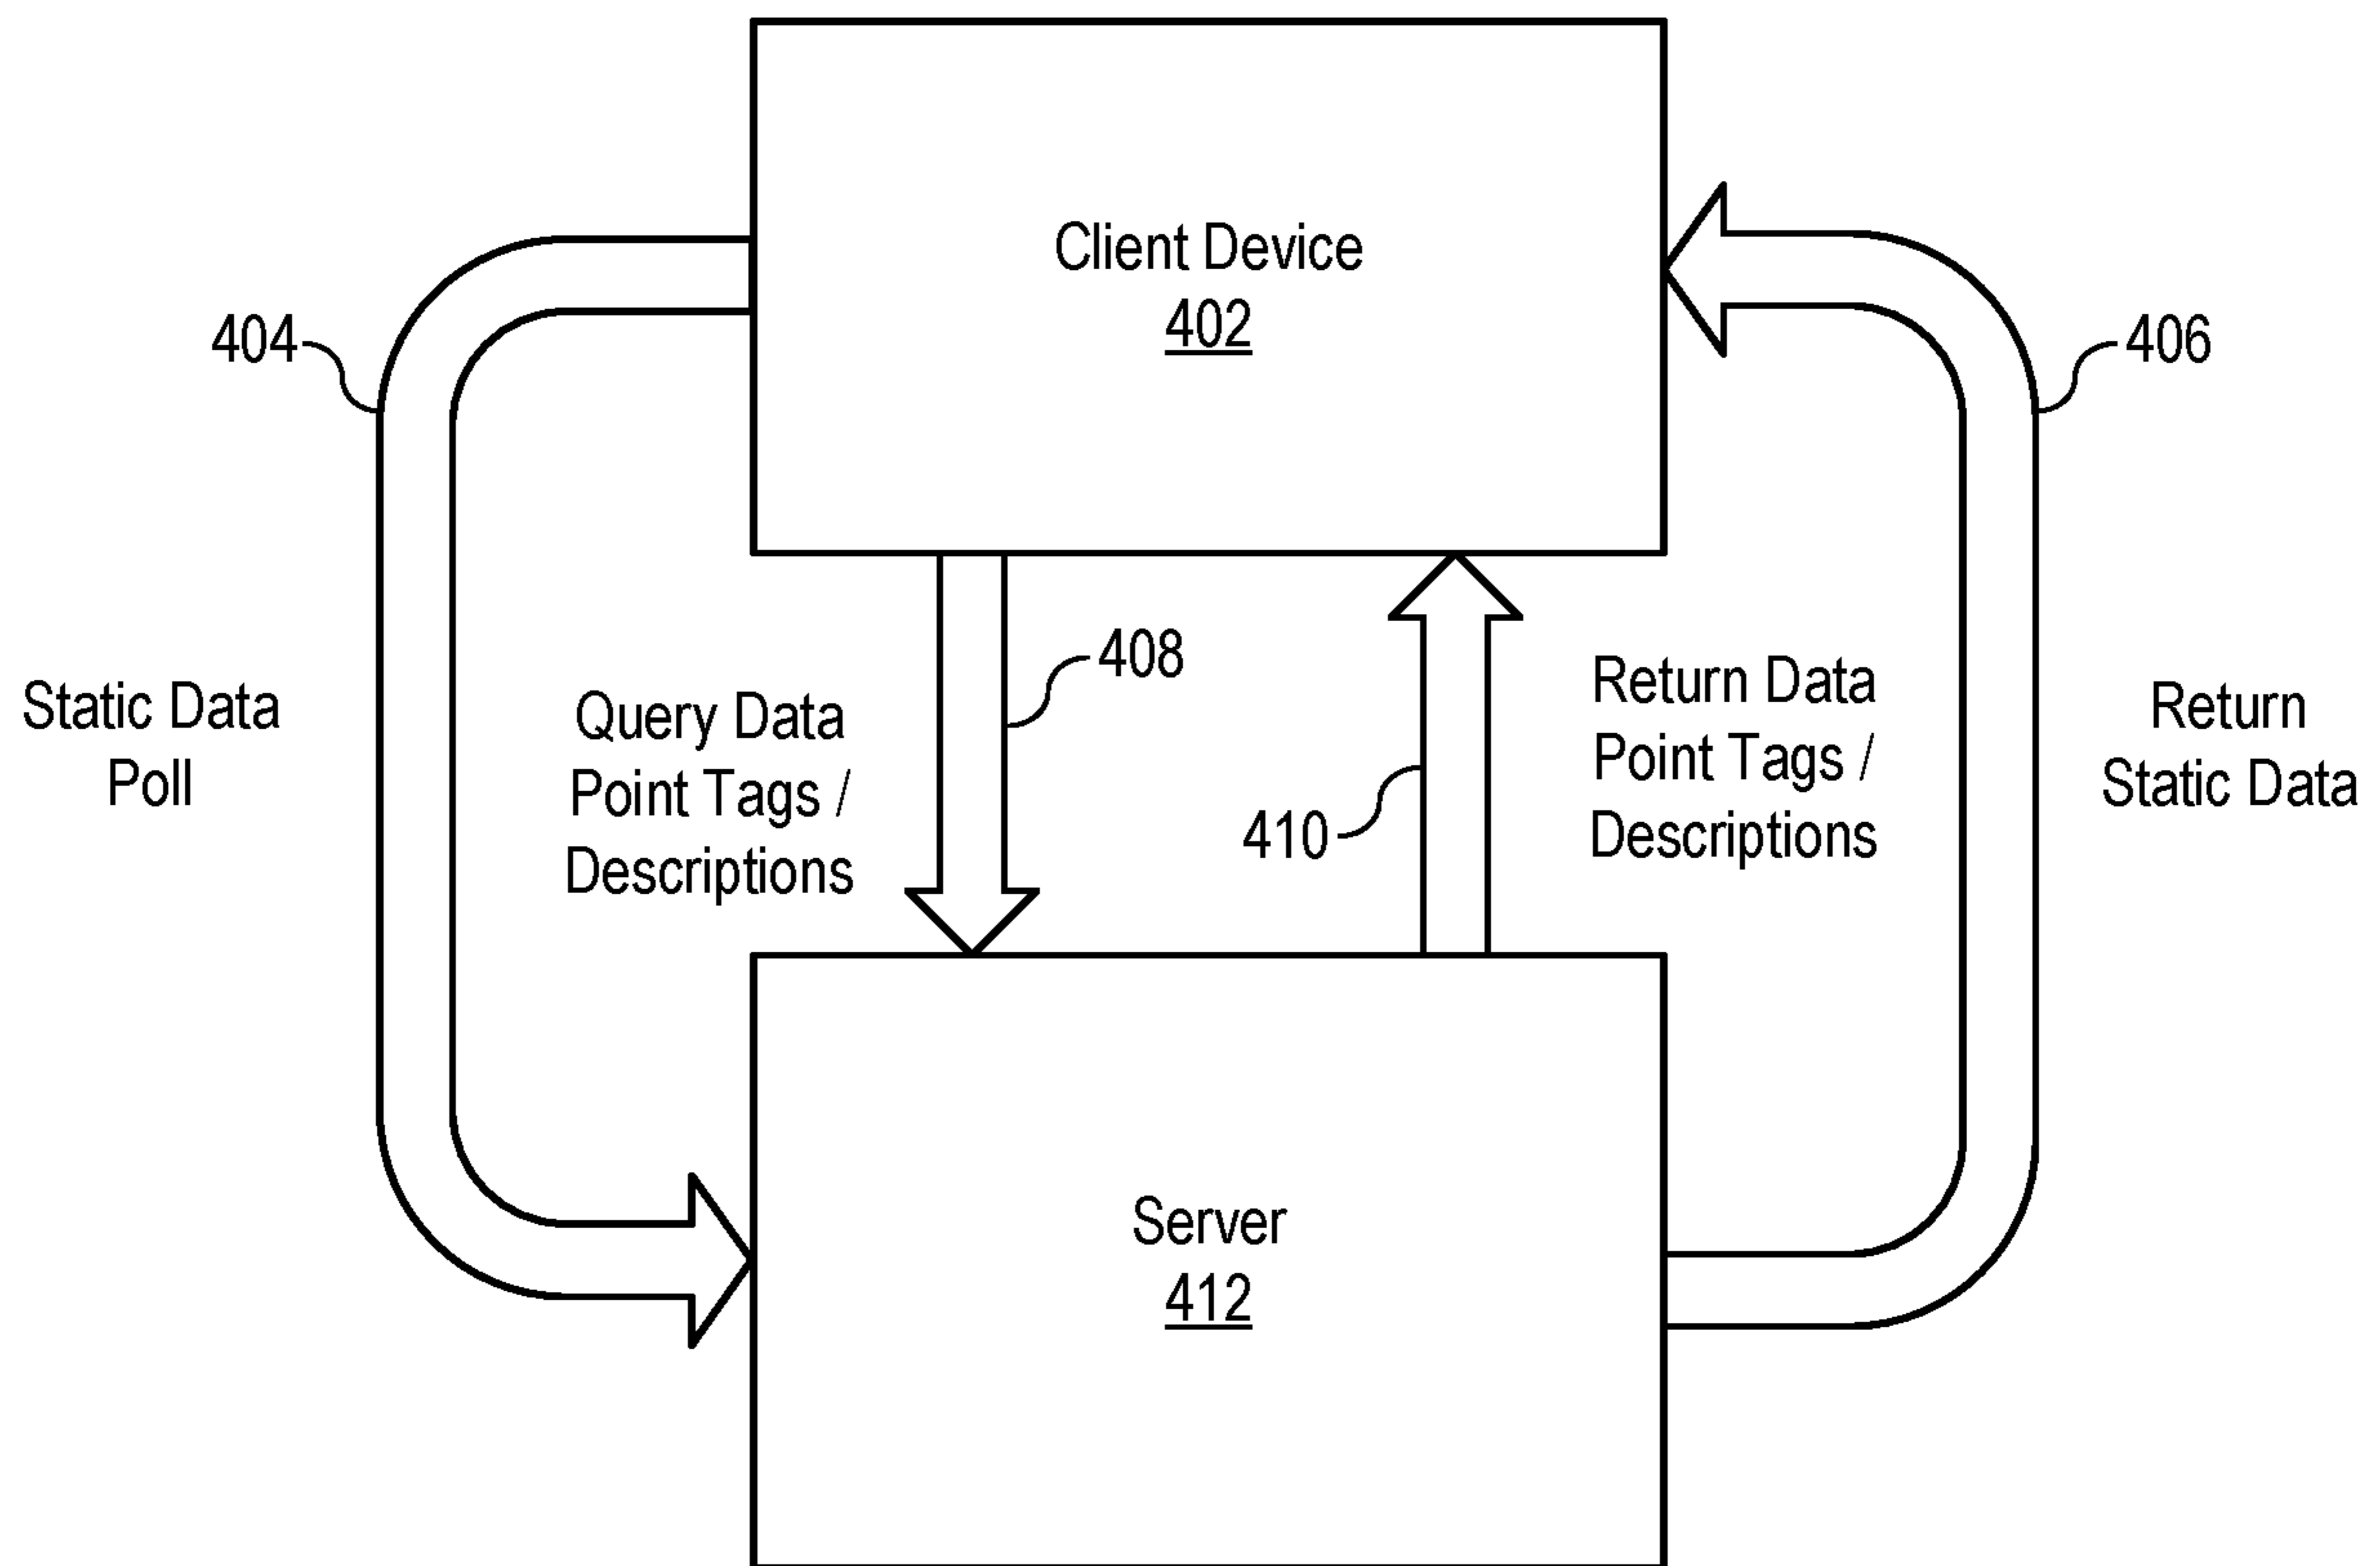 Client Device
402
404
406
408
Static Data
Poll
Query Data
Point Tags /
Descriptions
410
Return Data
Point Tags /
Descriptions
Return
Static Data
Server
412